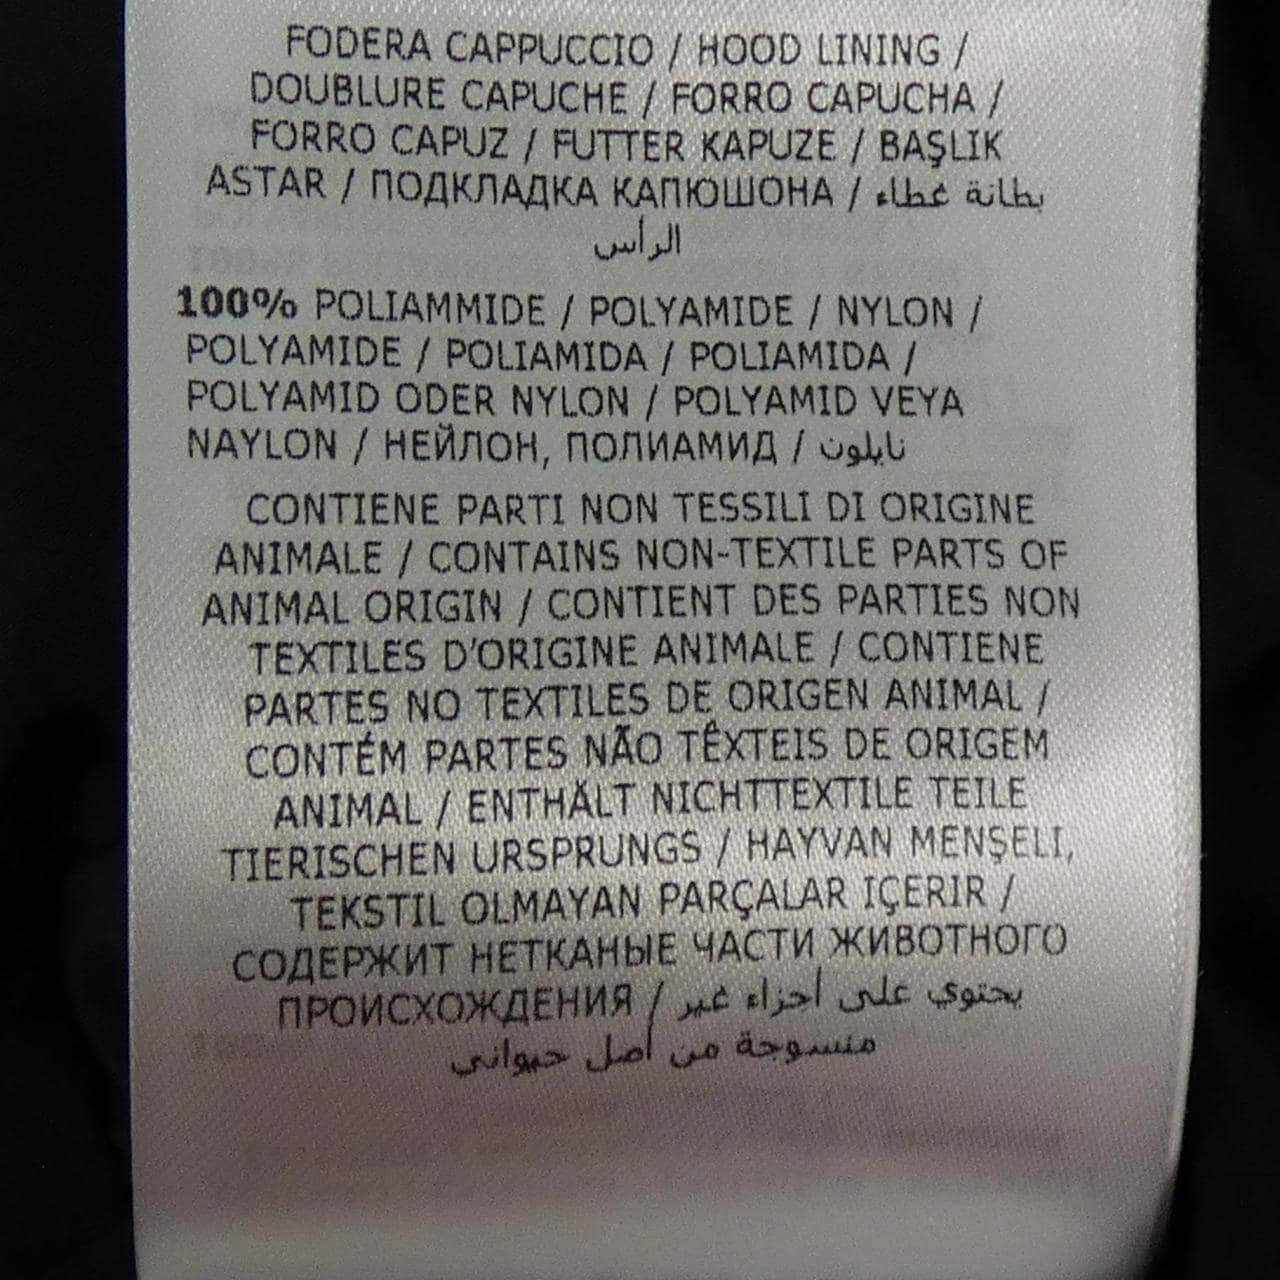 FODERA CAPPUCCIO / HOOD LINING /
DOUBLURE CAPUCHE / FORRO CAPUCHA /
FORRO CAPUZ / FUTTER KAPUZE / BAŞLIK
ASTAR / ПОДКЛАДКА КАПЮШОНА / بطانة غطاء
الرأس
100% POLIAMMIDE / POLYAMIDE / NYLON /
POLYAMIDE / POLIAMIDA / POLIAMIDA /
POLYAMID ODER NYLON / POLYAMID VEYA
NAYLON / НЕЙЛОН, ПОЛИАМИД / نايلون
CONTIENE PARTI NON TESSILI DI ORIGINE
ANIMALE / CONTAINS NON-TEXTILE PARTS OF
ANIMAL ORIGIN / CONTIENT DES PARTIES NON
TEXTILES D'ORIGINE ANIMALE / CONTIENE
PARTES NO TEXTILES DE ORIGEN ANIMAL /
CONTÉM PARTES NÃO TÊXTEIS DE ORIGEM
ANIMAL / ENTHÄLT NICHTTEXTILE TEILE
TIERISCHEN URSPRUNGS / HAYVAN MENŞELI,
TEKSTIL OLMAYAN PARÇALAR IÇERIR /
СОДЕРЖИТ НЕТКАНЫЕ ЧАСТИ ЖИВОТНОГО
ПРОИСХОЖДЕНИЯ / يحتوي على أجزاء غير
منسوجة من أصل حيواني